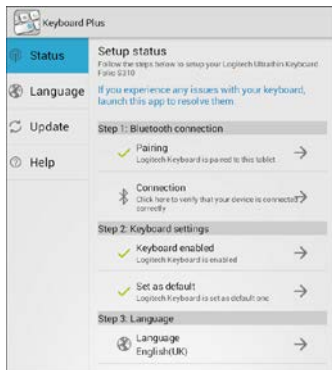 Keyboard Plus
Status
Language
Update
Help
Setup status
Follow the steps below to setup your Logitech Ultrathin Keyboard
Folio S310
If you experience any issues with your keyboard,
launch this app to resolve them
Step 1: Bluetooth connection
Pairing
Logitech Keyboard is paired to this tablet
Connection
Click here to verify that your device is connected
correctly
Step 2: Keyboard settings
Keyboard enabled
Logitech Keyboard is enabled
Set as default
Logitech Keyboard is set as default one
Step 3: Language
Language
English(UK)